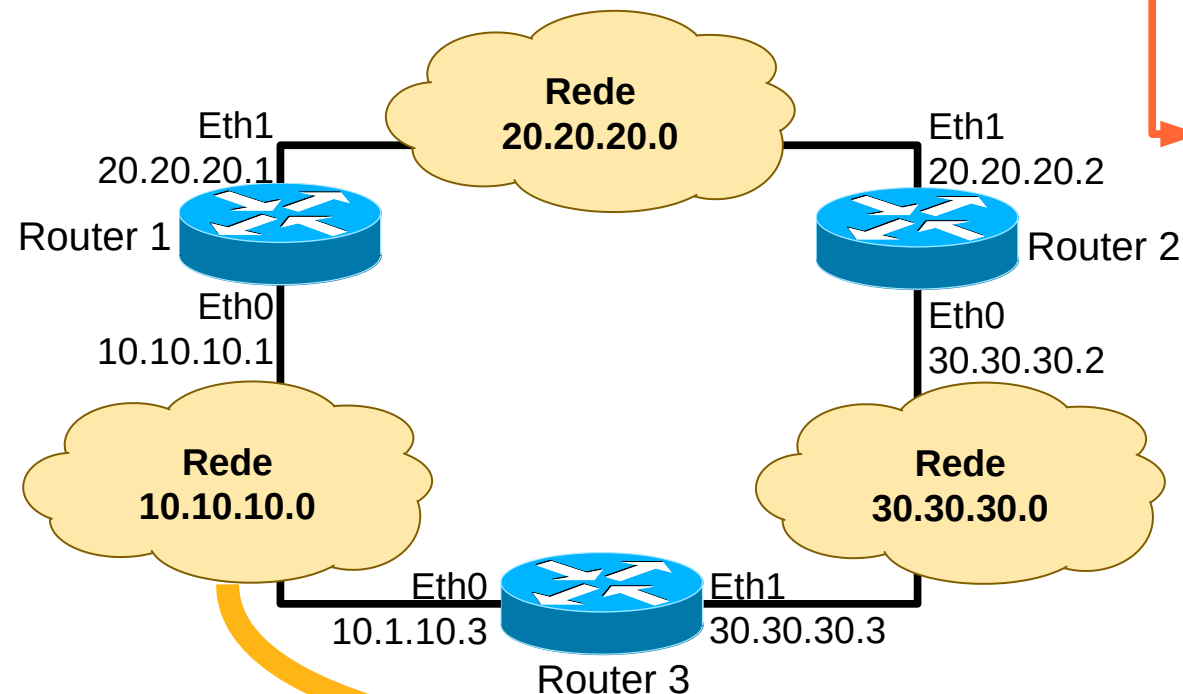 Rede
20.20.20.0
Eth1
20.20.20.1
Eth1
20.20.20.2
Router 1
Router 2
Eth0
10.10.10.1
Eth0
30.30.30.2
Rede
10.10.10.0
Rede
30.30.30.0
Eth0
10.1.10.3
Eth1
30.30.30.3
Router 3